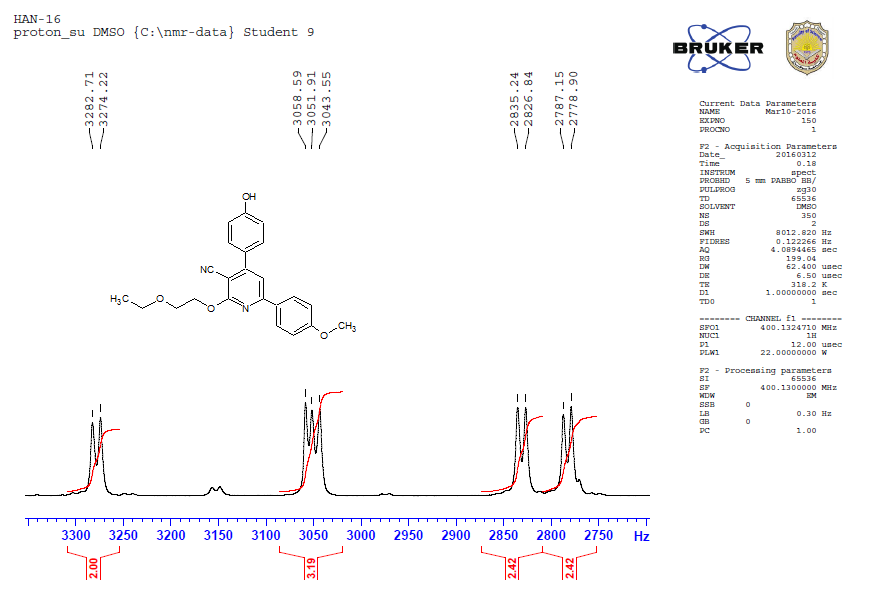 HAN-16
proton_su DMSO {C:\nmr-data} Student 9
BRUKER
3282.71
3274.22
3058.59
3051.91
3043.55
2835.24
2826.84
2787.15
2778.90
OH
NC
H₃C
O
O
N
O
CH₃
3300 3250 3200 3150 3100 3050 3000 2950 2900 2850 2800 2750 Hz
2.00
3.19
2.42
2.42
Current Data Parameters
NAME Mar10-2016
EXPNO 150
PROCNO 1
F2 - Acquisition Parameters
Date_ 20160312
Time 0.18
INSTRUM spect
PROBHD 5 mm PABBO BB/
PULPROG zg30
TD 65536
SOLVENT DMSO
NS 350
DS 2
SWH 8012.820 Hz
FIDRES 0.122266 Hz
AQ 4.0894465 sec
RG 199.04
DW 62.400 usec
DE 6.50 usec
TE 318.2 K
D1 1.00000000 sec
TD0 1
======== CHANNEL f1 ========
SFO1 400.1324710 MHz
NUC1 1H
P1 12.00 usec
PLW1 22.00000000 W
F2 - Processing parameters
SI 65536
SF 400.1300000 MHz
WDW EM
SSB 0
LB 0.30 Hz
GB 0
PC 1.00